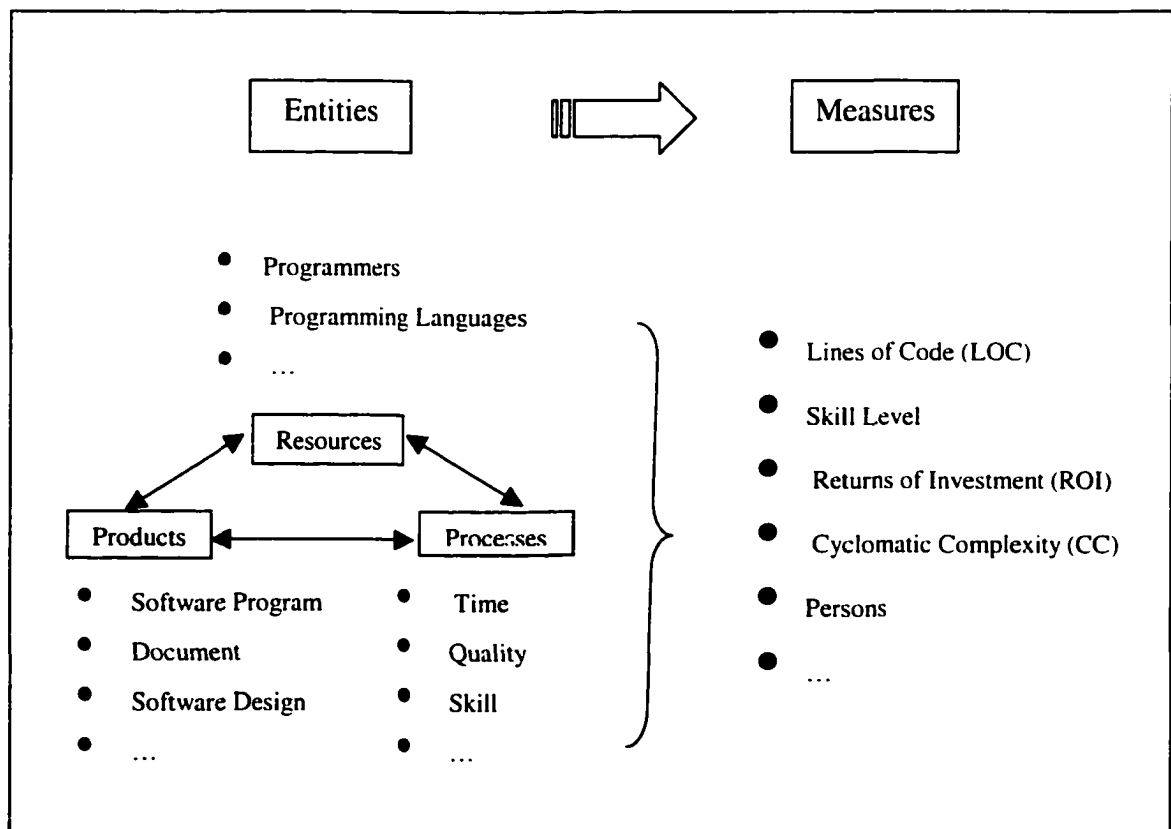 Entities
Measures
• Programmers
• Programming Languages
• ...
Resources
Products
Processes
• Software Program
• Document
• Software Design
• ...
• Time
• Quality
• Skill
• ...
• Lines of Code (LOC)
• Skill Level
• Returns of Investment (ROI)
• Cyclomatic Complexity (CC)
• Persons
• ...